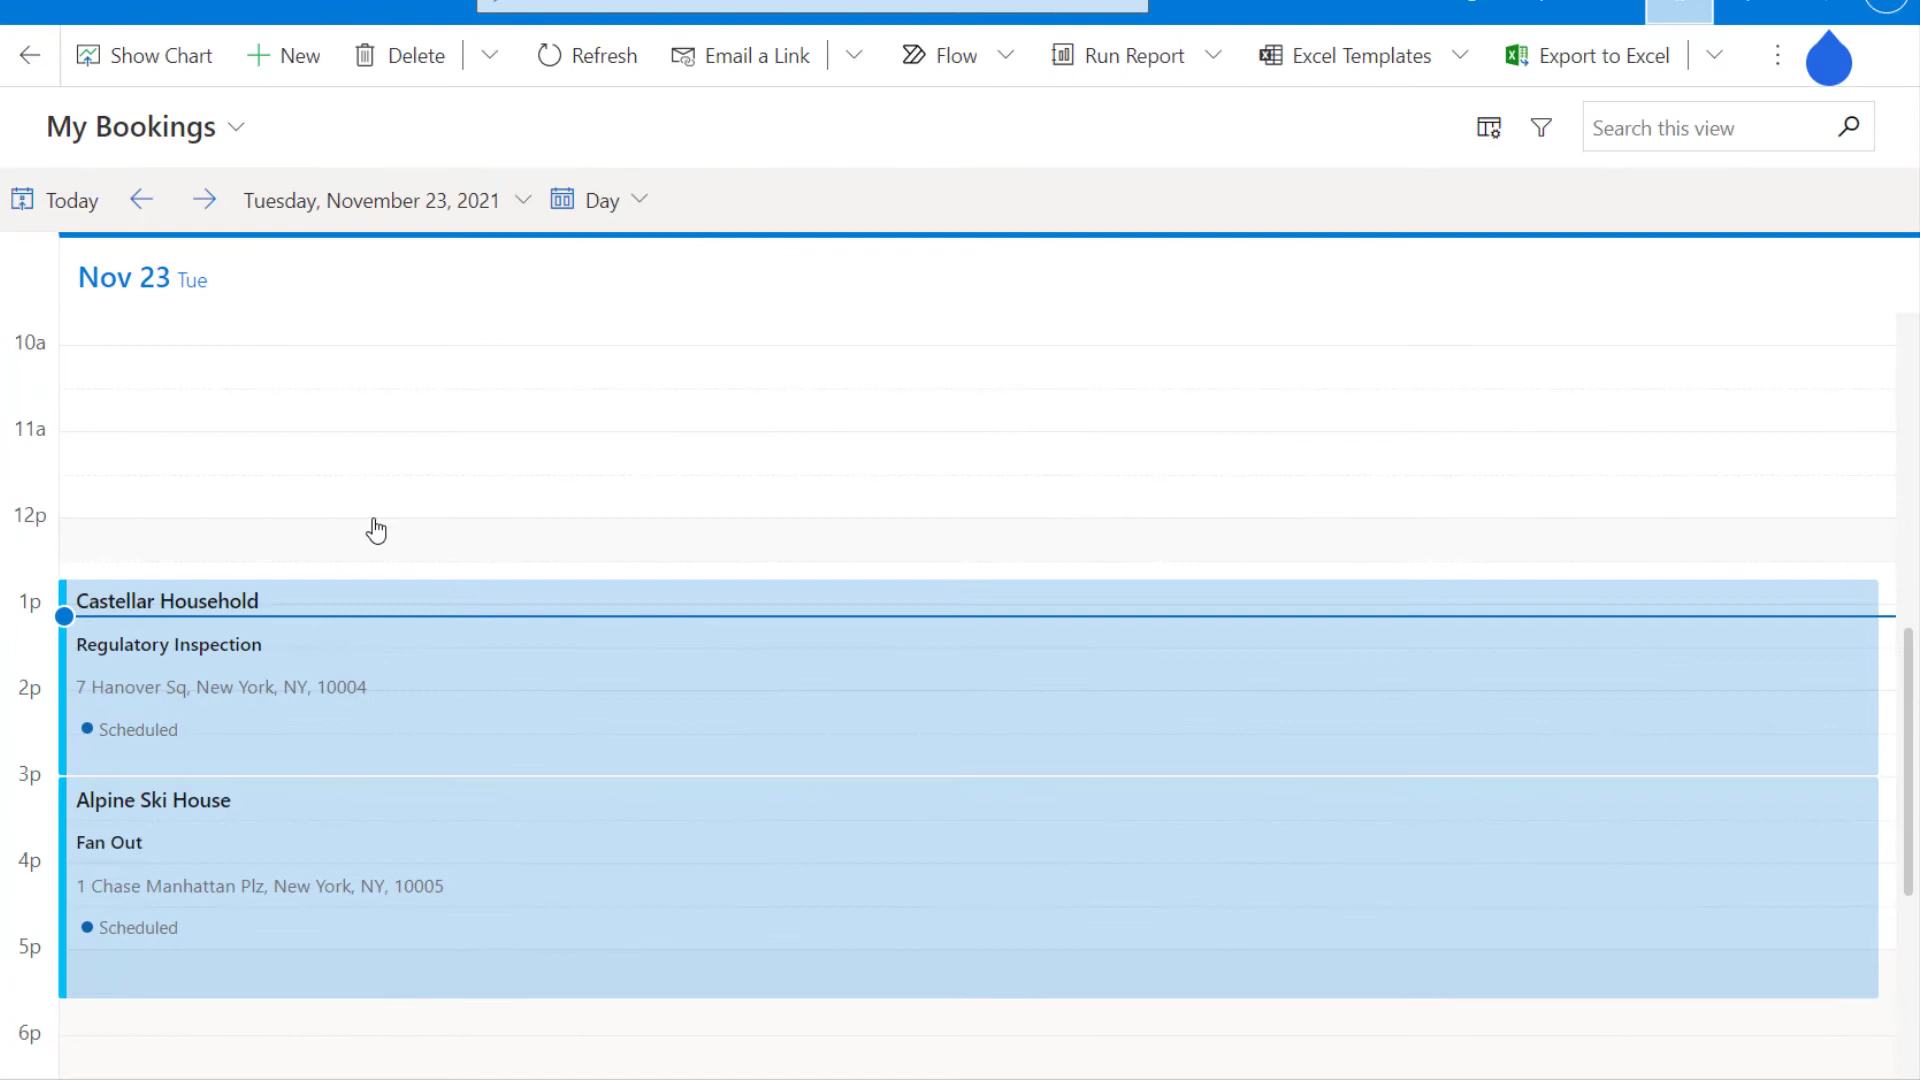 Show Chart New Delete Refresh Email a Link Flow Run Report Excel Templates Export to Excel
My Bookings
Search this view
Today Tuesday, November 23, 2021 Day
Nov 23 Tue
10a
11a
12p
1p
Castellar Household
Regulatory Inspection
2p
7 Hanover Sq, New York, NY, 10004
Scheduled
3p
Alpine Ski House
Fan Out
4p
1 Chase Manhattan Plz, New York, NY, 10005
Scheduled
5p
6p